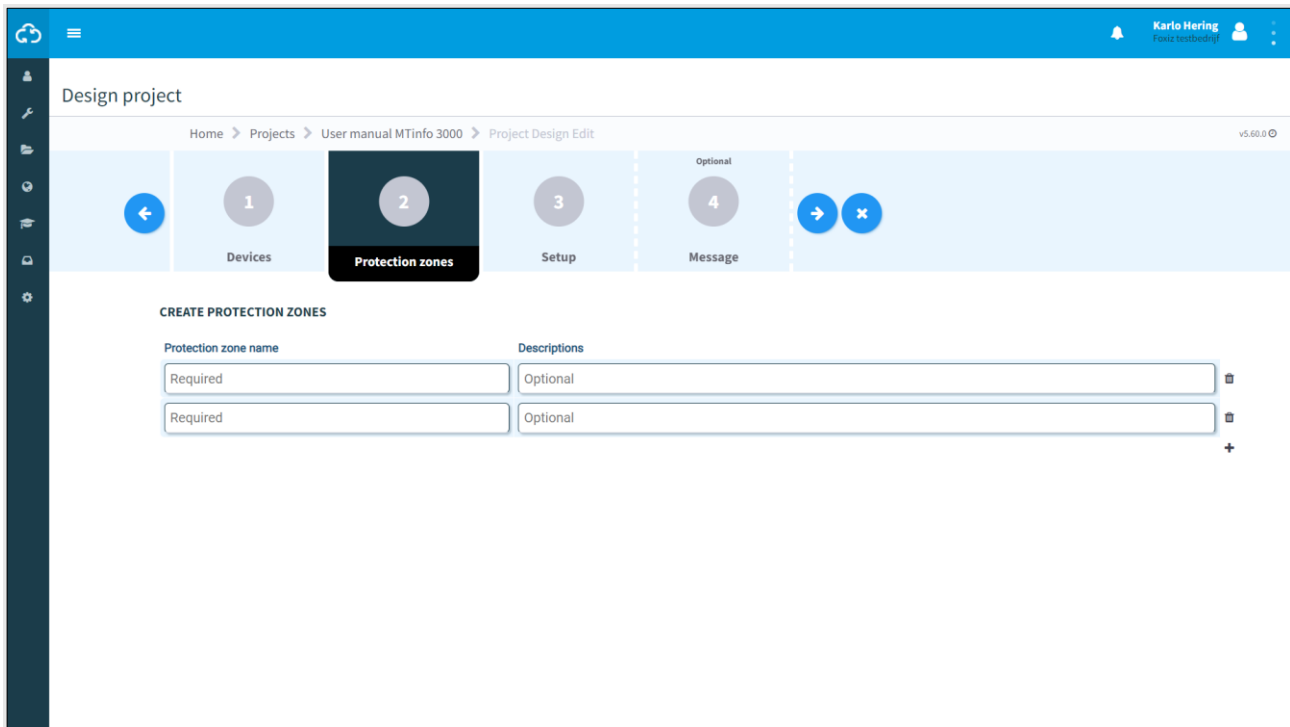 Karlo Hering
Foxiz testbedrijf
Design project
Home Projects User manual MTinfo 3000 Project Design Edit
v5.60.0
Optional
1 2 3 4
Devices Protection zones Setup Message
CREATE PROTECTION ZONES
Protection zone name Descriptions
Required Optional
Required Optional